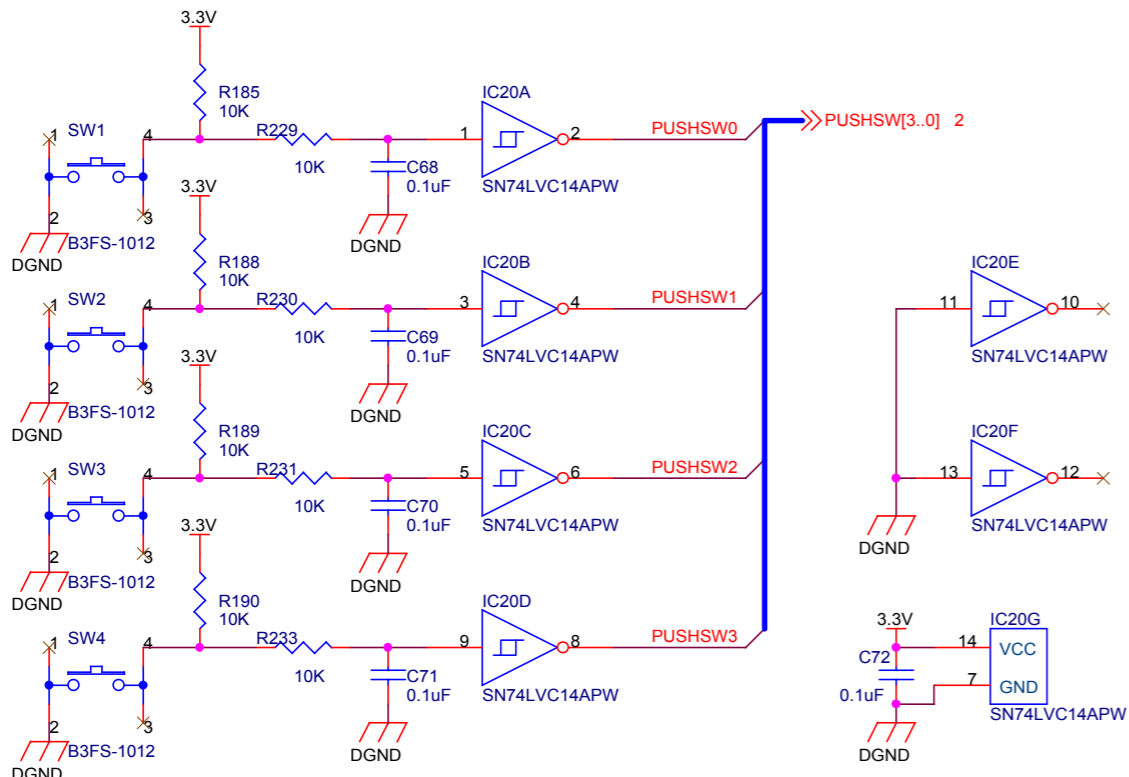 3.3V
R185
10K
1
SW1
4
R229
10K
2
3
DGND
B3FS-1012
C68
0.1uF
DGND
IC20A
1
2
SN74LVC14APW
PUSHSW0
PUSHSW[3..0] 2
3.3V
R188
10K
1
SW2
4
R230
10K
2
3
DGND
B3FS-1012
C69
0.1uF
DGND
IC20B
3
4
SN74LVC14APW
PUSHSW1
3.3V
R189
10K
1
SW3
4
R231
10K
2
3
DGND
B3FS-1012
C70
0.1uF
DGND
IC20C
5
6
SN74LVC14APW
PUSHSW2
3.3V
R190
10K
1
SW4
4
R233
10K
2
3
DGND
B3FS-1012
C71
0.1uF
DGND
IC20D
9
8
SN74LVC14APW
PUSHSW3
IC20E
11
10
SN74LVC14APW
IC20F
13
12
SN74LVC14APW
DGND
3.3V
C72
0.1uF
DGND
IC20G
14
VCC
7
GND
SN74LVC14APW